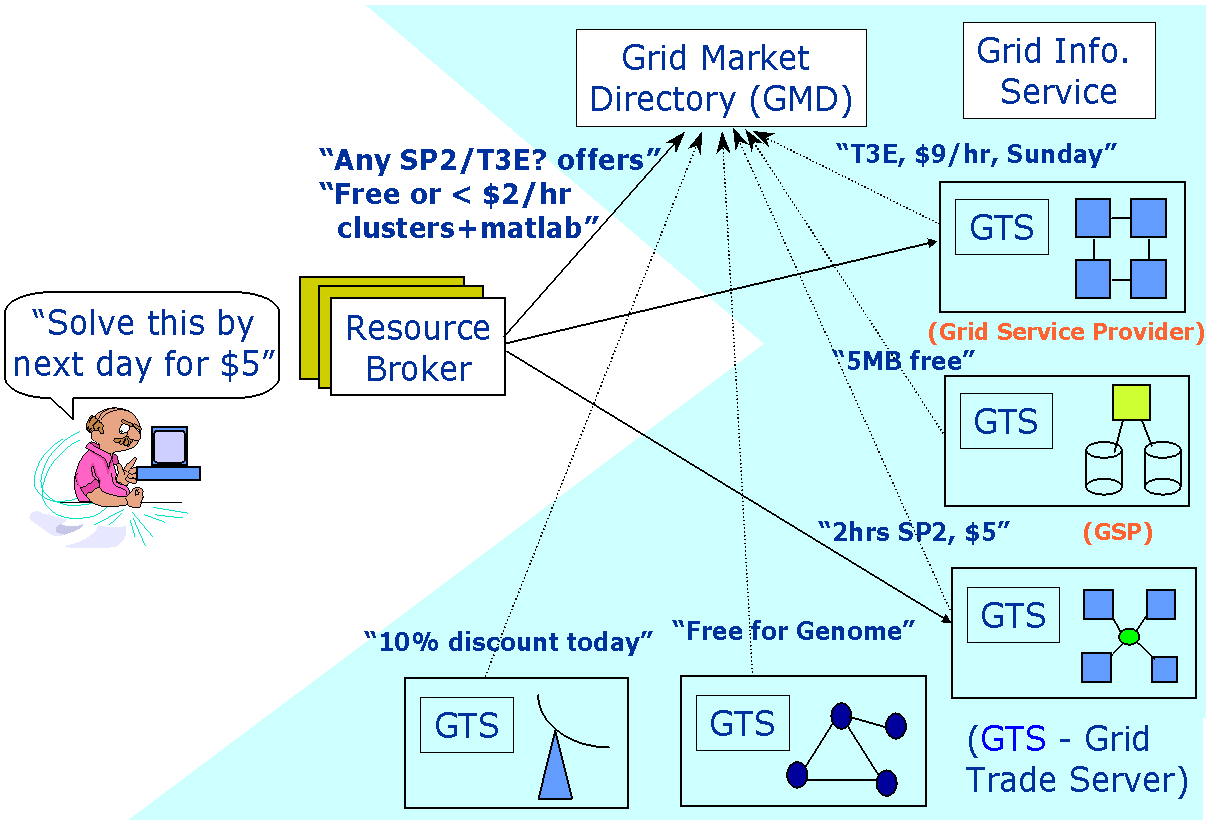 Grid Market
Directory (GMD)
Grid Info.
Service
“Any SP2/T3E? offers”
“Free or < $2/hr
clusters+matlab”
“T3E, $9/hr, Sunday”
GTS
(Grid Service Provider)
“Solve this by
next day for $5”
Resource
Broker
“5MB free”
GTS
(GSP)
“2hrs SP2, $5”
GTS
“10% discount today”
“Free for Genome”
GTS
GTS
(GTS - Grid
Trade Server)